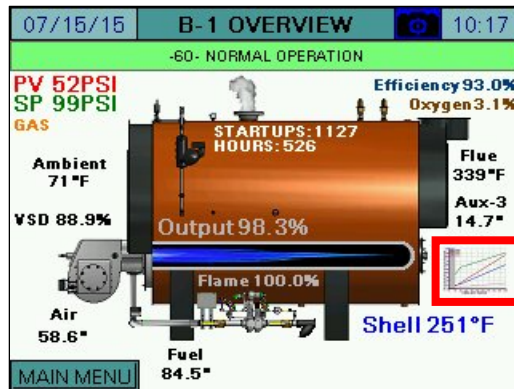 07/15/15 B-1 OVERVIEW 10:17
-60- NORMAL OPERATION
PV 52PSI
SP 99PSI
GAS
Efficiency 93.0%
Oxygen 3.1%
STARTUPS: 1127
HOURS: 526
Ambient
71°F
Flue
339°F
VSD 88.9%
Aux-3
14.7"
Output 98.3%
Flame 100.0%
Air
58.6"
Shell 251°F
Fuel
84.5"
MAIN MENU